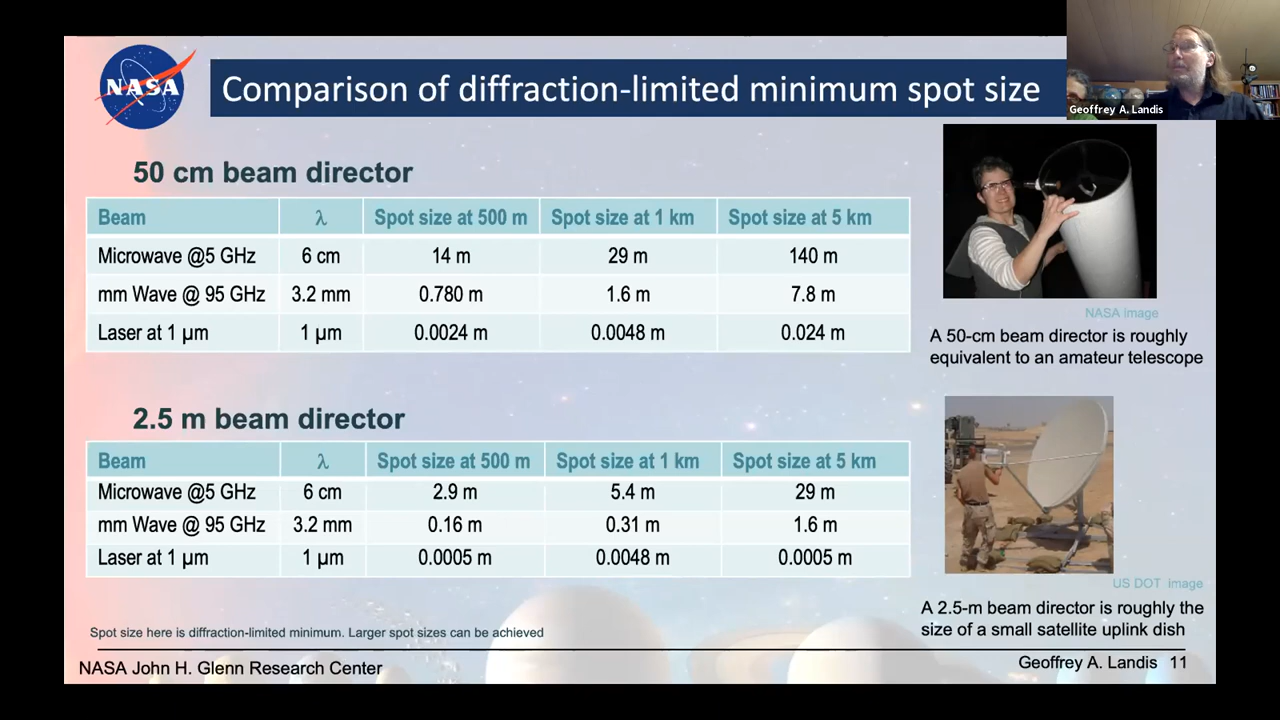 NASA
Comparison of diffraction-limited minimum spot size
Geoffrey A. Landis
50 cm beam director
Beam λ Spot size at 500 m Spot size at 1 km Spot size at 5 km
Microwave @5 GHz 6 cm 14 m 29 m 140 m
mm Wave @ 95 GHz 3.2 mm 0.780 m 1.6 m 7.8 m
Laser at 1 µm 1 µm 0.0024 m 0.0048 m 0.024 m
NASA image
A 50-cm beam director is roughly
equivalent to an amateur telescope
2.5 m beam director
Beam λ Spot size at 500 m Spot size at 1 km Spot size at 5 km
Microwave @5 GHz 6 cm 2.9 m 5.4 m 29 m
mm Wave @ 95 GHz 3.2 mm 0.16 m 0.31 m 1.6 m
Laser at 1 µm 1 µm 0.0005 m 0.0048 m 0.0005 m
US DOT image
A 2.5-m beam director is roughly the
size of a small satellite uplink dish
Spot size here is diffraction-limited minimum. Larger spot sizes can be achieved
NASA John H. Glenn Research Center
Geoffrey A. Landis 11